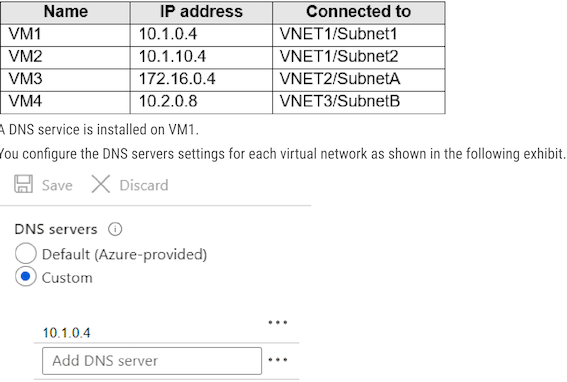 Name IP address Connected to
VM1 10.1.0.4 VNET1/Subnet1
VM2 10.1.10.4 VNET1/Subnet2
VM3 172.16.0.4 VNET2/SubnetA
VM4 10.2.0.8 VNET3/SubnetB
A DNS service is installed on VM1.
You configure the DNS servers settings for each virtual network as shown in the following exhibit.
Save Discard
DNS servers
Default (Azure-provided)
Custom
10.1.0.4
Add DNS server